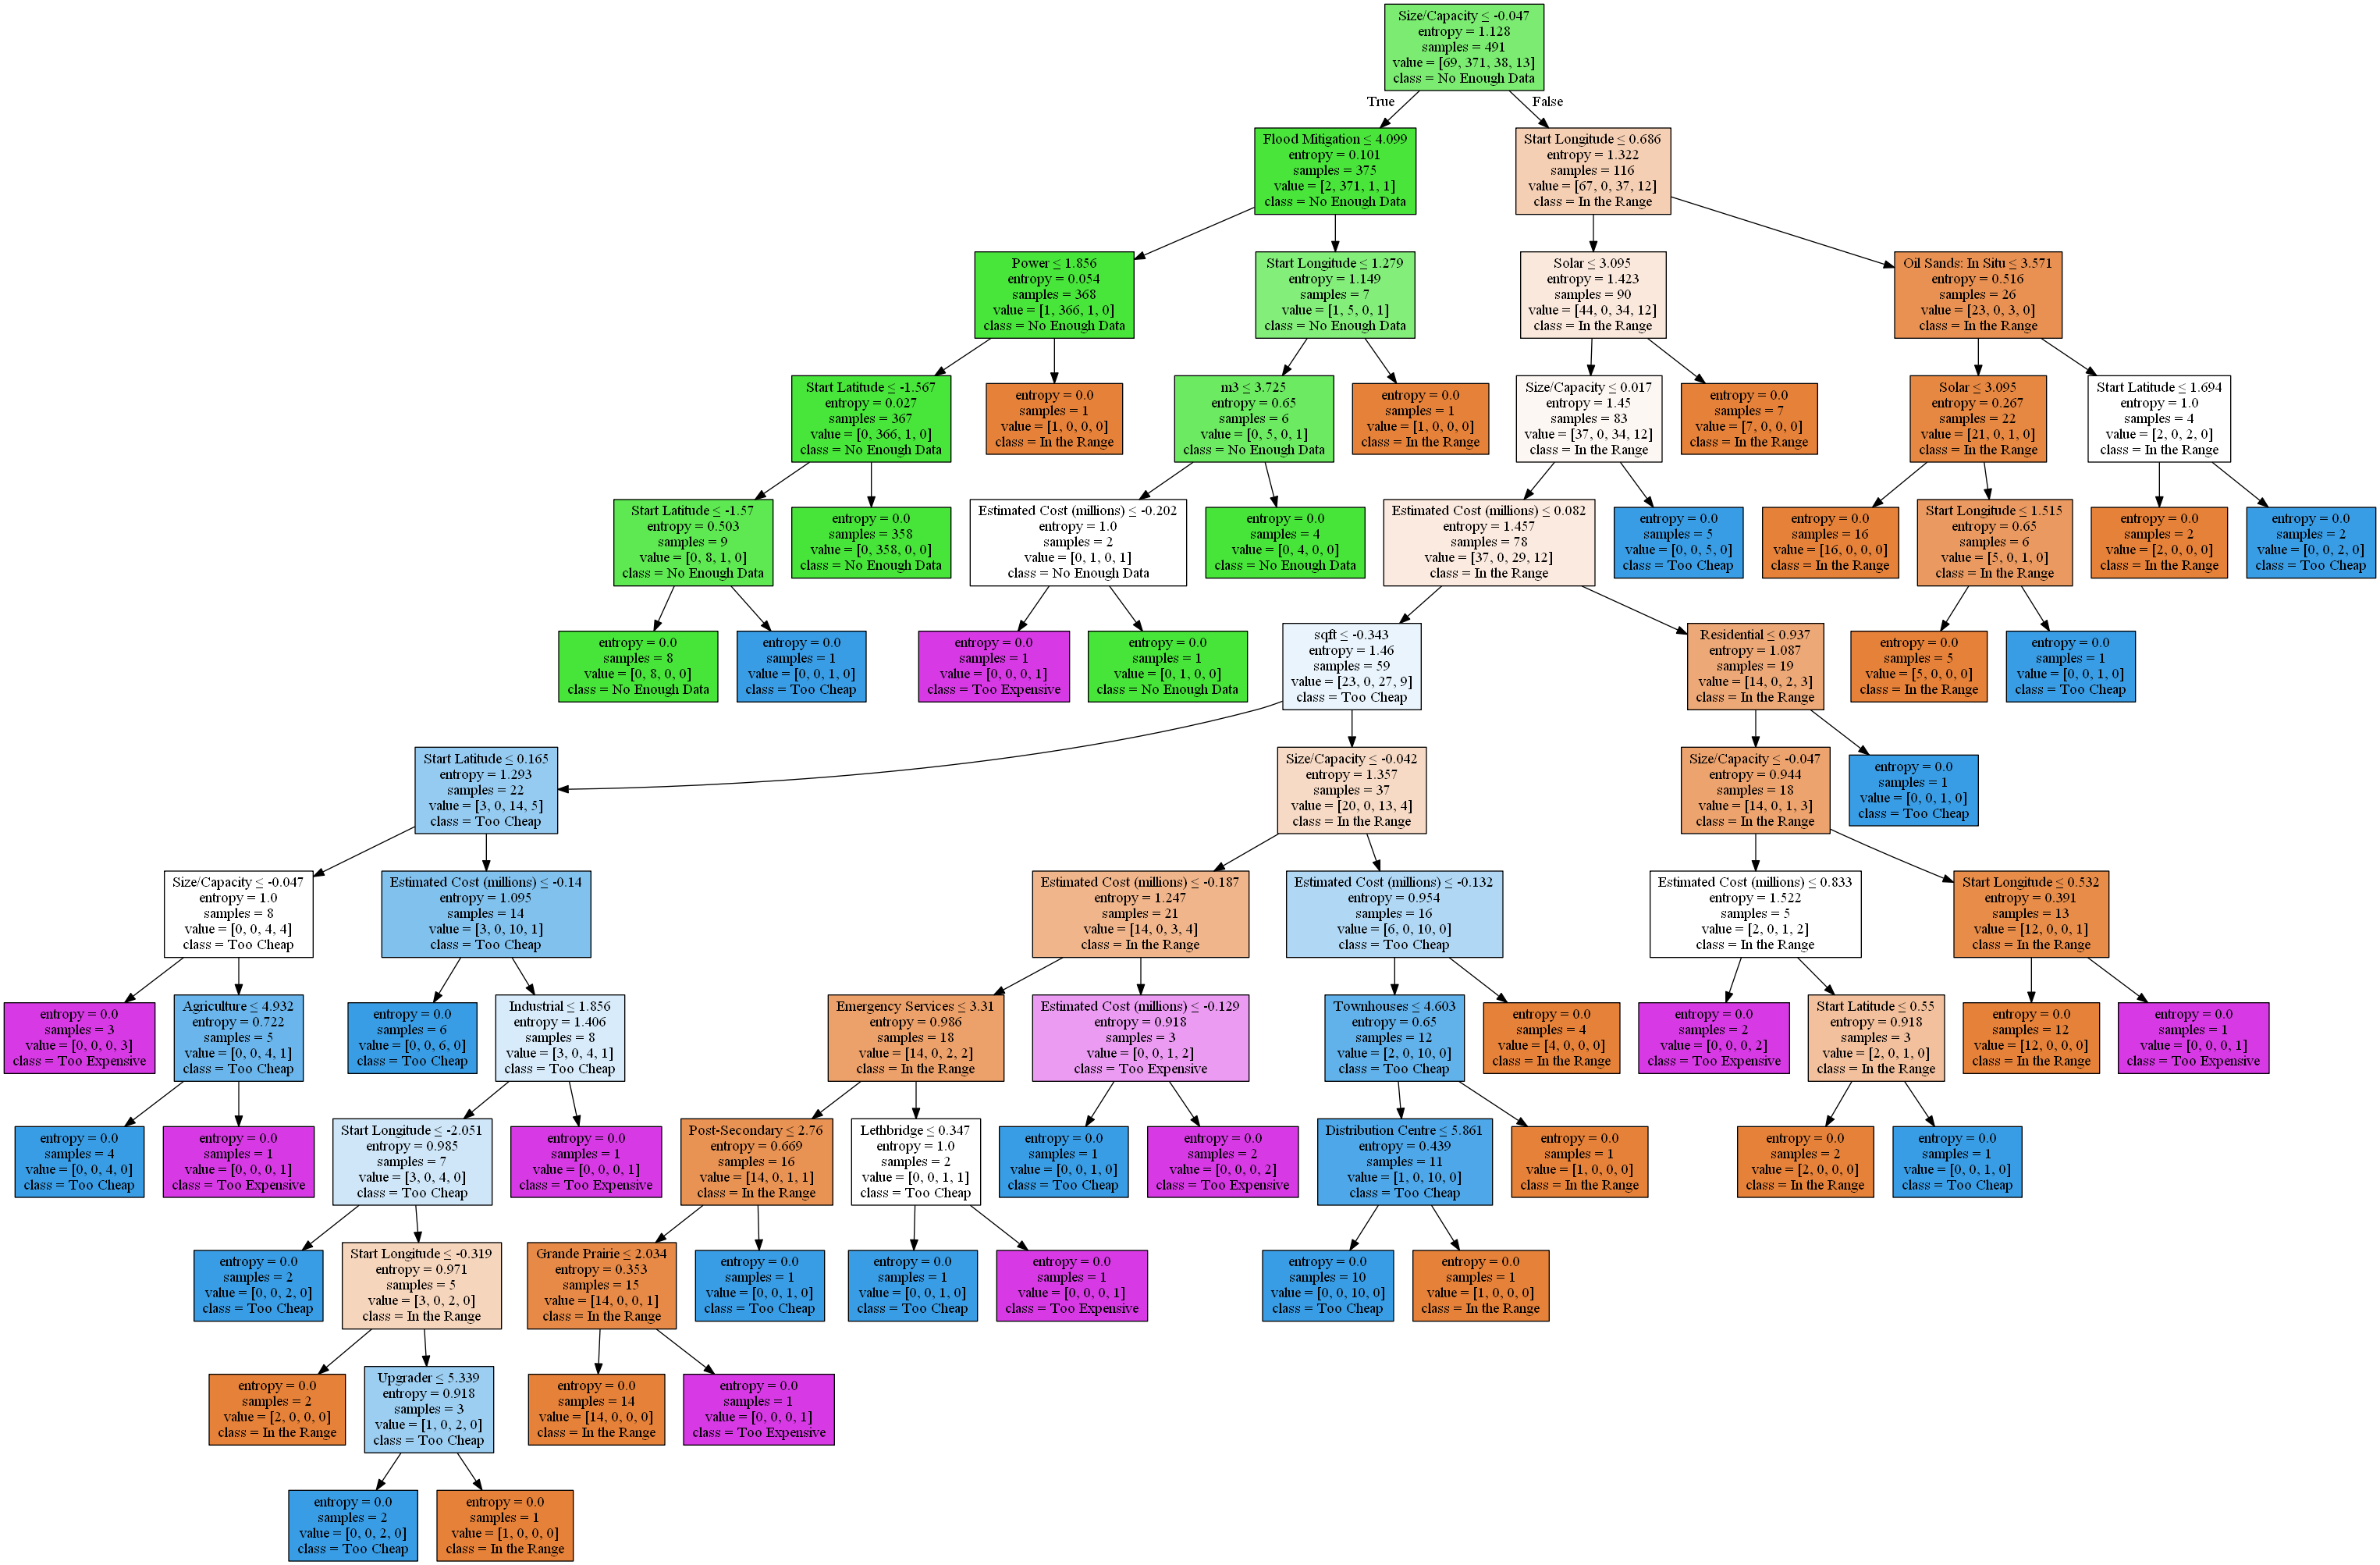 Size/Capacity ≤ -0.047
entropy = 1.128
samples = 491
value = [69, 371, 38, 13]
class = No Enough Data
True
False
Flood Mitigation ≤ 4.099
entropy = 0.101
samples = 375
value = [2, 371, 1, 1]
class = No Enough Data
Start Longitude ≤ 0.686
entropy = 1.322
samples = 116
value = [67, 0, 37, 12]
class = In the Range
Power ≤ 1.856
entropy = 0.054
samples = 368
value = [1, 366, 1, 0]
class = No Enough Data
Start Longitude ≤ 1.279
entropy = 1.149
samples = 7
value = [1, 5, 0, 1]
class = No Enough Data
Solar ≤ 3.095
entropy = 1.423
samples = 90
value = [44, 0, 34, 12]
class = In the Range
Oil Sands: In Situ ≤ 3.571
entropy = 0.516
samples = 26
value = [23, 0, 3, 0]
class = In the Range
Start Latitude ≤ -1.567
entropy = 0.027
samples = 367
value = [0, 366, 1, 0]
class = No Enough Data
entropy = 0.0
samples = 1
value = [1, 0, 0, 0]
class = In the Range
m3 ≤ 3.725
entropy = 0.65
samples = 6
value = [0, 5, 0, 1]
class = No Enough Data
entropy = 0.0
samples = 1
value = [1, 0, 0, 0]
class = In the Range
Size/Capacity ≤ 0.017
entropy = 1.45
samples = 83
value = [37, 0, 34, 12]
class = In the Range
entropy = 0.0
samples = 7
value = [7, 0, 0, 0]
class = In the Range
Solar ≤ 3.095
entropy = 0.267
samples = 22
value = [21, 0, 1, 0]
class = In the Range
Start Latitude ≤ 1.694
entropy = 1.0
samples = 4
value = [2, 0, 2, 0]
class = In the Range
Start Latitude ≤ -1.57
entropy = 0.503
samples = 9
value = [0, 8, 1, 0]
class = No Enough Data
entropy = 0.0
samples = 358
value = [0, 358, 0, 0]
class = No Enough Data
Estimated Cost (millions) ≤ -0.202
entropy = 1.0
samples = 2
value = [0, 1, 0, 1]
class = No Enough Data
entropy = 0.0
samples = 4
value = [0, 4, 0, 0]
class = No Enough Data
Estimated Cost (millions) ≤ 0.082
entropy = 1.457
samples = 78
value = [37, 0, 29, 12]
class = In the Range
entropy = 0.0
samples = 5
value = [0, 0, 5, 0]
class = Too Cheap
entropy = 0.0
samples = 16
value = [16, 0, 0, 0]
class = In the Range
Start Longitude ≤ 1.515
entropy = 0.65
samples = 6
value = [5, 0, 1, 0]
class = In the Range
entropy = 0.0
samples = 2
value = [2, 0, 0, 0]
class = In the Range
entropy = 0.0
samples = 2
value = [0, 0, 2, 0]
class = Too Cheap
entropy = 0.0
samples = 8
value = [0, 8, 0, 0]
class = No Enough Data
entropy = 0.0
samples = 1
value = [0, 0, 1, 0]
class = Too Cheap
entropy = 0.0
samples = 1
value = [0, 0, 0, 1]
class = Too Expensive
entropy = 0.0
samples = 1
value = [0, 1, 0, 0]
class = No Enough Data
sqft ≤ -0.343
entropy = 1.46
samples = 59
value = [23, 0, 27, 9]
class = Too Cheap
Residential ≤ 0.937
entropy = 1.087
samples = 19
value = [14, 0, 2, 3]
class = In the Range
entropy = 0.0
samples = 5
value = [5, 0, 0, 0]
class = In the Range
entropy = 0.0
samples = 1
value = [0, 0, 1, 0]
class = Too Cheap
Start Latitude ≤ 0.165
entropy = 1.293
samples = 22
value = [3, 0, 14, 5]
class = Too Cheap
Size/Capacity ≤ -0.042
entropy = 1.357
samples = 37
value = [20, 0, 13, 4]
class = In the Range
Size/Capacity ≤ -0.047
entropy = 0.944
samples = 18
value = [14, 0, 1, 3]
class = In the Range
entropy = 0.0
samples = 1
value = [0, 0, 1, 0]
class = Too Cheap
Size/Capacity ≤ -0.047
entropy = 1.0
samples = 8
value = [0, 0, 4, 4]
class = Too Cheap
Estimated Cost (millions) ≤ -0.14
entropy = 1.095
samples = 14
value = [3, 0, 10, 1]
class = Too Cheap
Estimated Cost (millions) ≤ -0.187
entropy = 1.247
samples = 21
value = [14, 0, 3, 4]
class = In the Range
Estimated Cost (millions) ≤ -0.132
entropy = 0.954
samples = 16
value = [6, 0, 10, 0]
class = Too Cheap
Estimated Cost (millions) ≤ 0.833
entropy = 1.522
samples = 5
value = [2, 0, 1, 2]
class = In the Range
Start Longitude ≤ 0.532
entropy = 0.391
samples = 13
value = [12, 0, 0, 1]
class = In the Range
entropy = 0.0
samples = 3
value = [0, 0, 0, 3]
class = Too Expensive
Agriculture ≤ 4.932
entropy = 0.722
samples = 5
value = [0, 0, 4, 1]
class = Too Cheap
entropy = 0.0
samples = 6
value = [0, 0, 6, 0]
class = Too Cheap
Industrial ≤ 1.856
entropy = 1.406
samples = 8
value = [3, 0, 4, 1]
class = Too Cheap
Emergency Services ≤ 3.31
entropy = 0.986
samples = 18
value = [14, 0, 2, 2]
class = In the Range
Estimated Cost (millions) ≤ -0.129
entropy = 0.918
samples = 3
value = [0, 0, 1, 2]
class = Too Expensive
Townhouses ≤ 4.603
entropy = 0.65
samples = 12
value = [2, 0, 10, 0]
class = Too Cheap
entropy = 0.0
samples = 4
value = [4, 0, 0, 0]
class = In the Range
entropy = 0.0
samples = 2
value = [0, 0, 0, 2]
class = Too Expensive
Start Latitude ≤ 0.55
entropy = 0.918
samples = 3
value = [2, 0, 1, 0]
class = In the Range
entropy = 0.0
samples = 12
value = [12, 0, 0, 0]
class = In the Range
entropy = 0.0
samples = 1
value = [0, 0, 0, 1]
class = Too Expensive
entropy = 0.0
samples = 4
value = [0, 0, 4, 0]
class = Too Cheap
entropy = 0.0
samples = 1
value = [0, 0, 0, 1]
class = Too Expensive
Start Longitude ≤ -2.051
entropy = 0.985
samples = 7
value = [3, 0, 4, 0]
class = Too Cheap
entropy = 0.0
samples = 1
value = [0, 0, 0, 1]
class = Too Expensive
Post-Secondary ≤ 2.76
entropy = 0.669
samples = 16
value = [14, 0, 1, 1]
class = In the Range
Lethbridge ≤ 0.347
entropy = 1.0
samples = 2
value = [0, 0, 1, 1]
class = Too Cheap
entropy = 0.0
samples = 1
value = [0, 0, 1, 0]
class = Too Cheap
entropy = 0.0
samples = 2
value = [0, 0, 0, 2]
class = Too Expensive
Distribution Centre ≤ 5.861
entropy = 0.439
samples = 11
value = [1, 0, 10, 0]
class = Too Cheap
entropy = 0.0
samples = 1
value = [1, 0, 0, 0]
class = In the Range
entropy = 0.0
samples = 2
value = [2, 0, 0, 0]
class = In the Range
entropy = 0.0
samples = 1
value = [0, 0, 1, 0]
class = Too Cheap
entropy = 0.0
samples = 2
value = [0, 0, 2, 0]
class = Too Cheap
Start Longitude ≤ -0.319
entropy = 0.971
samples = 5
value = [3, 0, 2, 0]
class = In the Range
Grande Prairie ≤ 2.034
entropy = 0.353
samples = 15
value = [14, 0, 0, 1]
class = In the Range
entropy = 0.0
samples = 1
value = [0, 0, 1, 0]
class = Too Cheap
entropy = 0.0
samples = 1
value = [0, 0, 1, 0]
class = Too Cheap
entropy = 0.0
samples = 1
value = [0, 0, 0, 1]
class = Too Expensive
entropy = 0.0
samples = 10
value = [0, 0, 10, 0]
class = Too Cheap
entropy = 0.0
samples = 1
value = [1, 0, 0, 0]
class = In the Range
entropy = 0.0
samples = 2
value = [2, 0, 0, 0]
class = In the Range
Upgrader ≤ 5.339
entropy = 0.918
samples = 3
value = [1, 0, 2, 0]
class = Too Cheap
entropy = 0.0
samples = 14
value = [14, 0, 0, 0]
class = In the Range
entropy = 0.0
samples = 1
value = [0, 0, 0, 1]
class = Too Expensive
entropy = 0.0
samples = 2
value = [0, 0, 2, 0]
class = Too Cheap
entropy = 0.0
samples = 1
value = [1, 0, 0, 0]
class = In the Range